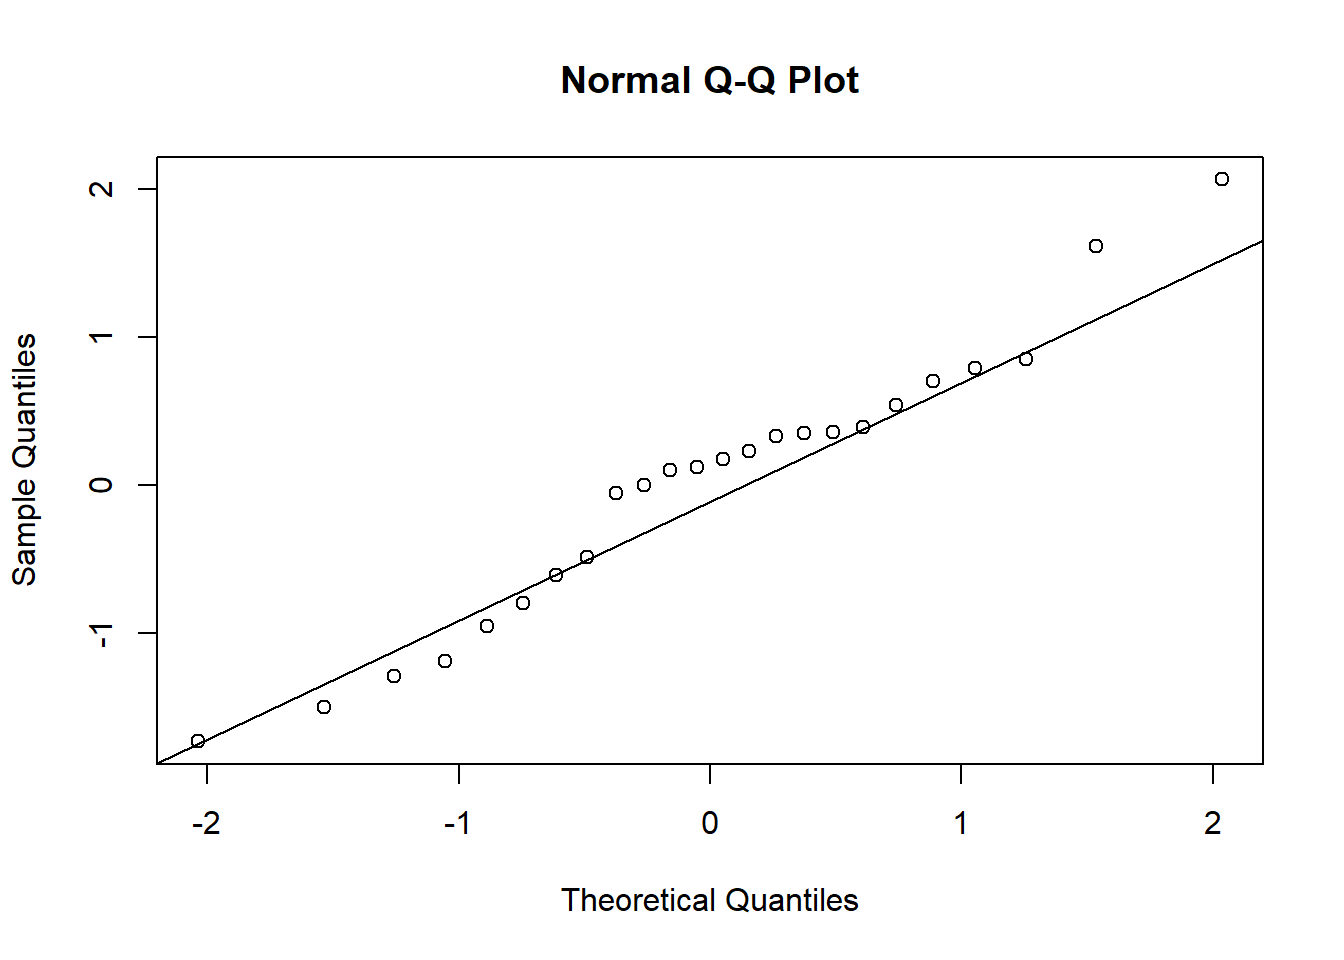 Normal Q-Q Plot
Sample Quantiles
2
1
0
-1
-2 -1 0 1 2
Theoretical Quantiles